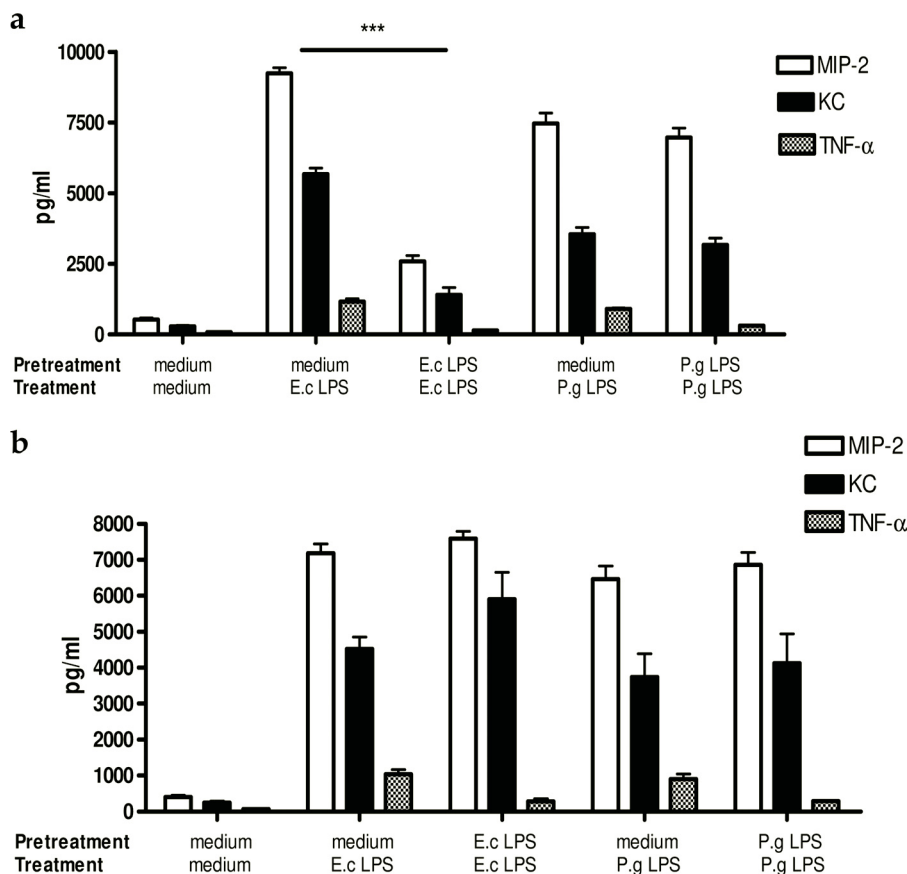 a
***
10000
7500
5000
2500
0
pg/ml
MIP-2
KC
TNF-α
Pretreatment medium medium E.c LPS medium P.g LPS
Treatment medium E.c LPS E.c LPS P.g LPS P.g LPS
b
MIP-2
KC
TNF-α
8000
7000
6000
5000
4000
3000
2000
1000
0
pg/ml
Pretreatment medium medium E.c LPS medium P.g LPS
Treatment medium E.c LPS E.c LPS P.g LPS P.g LPS